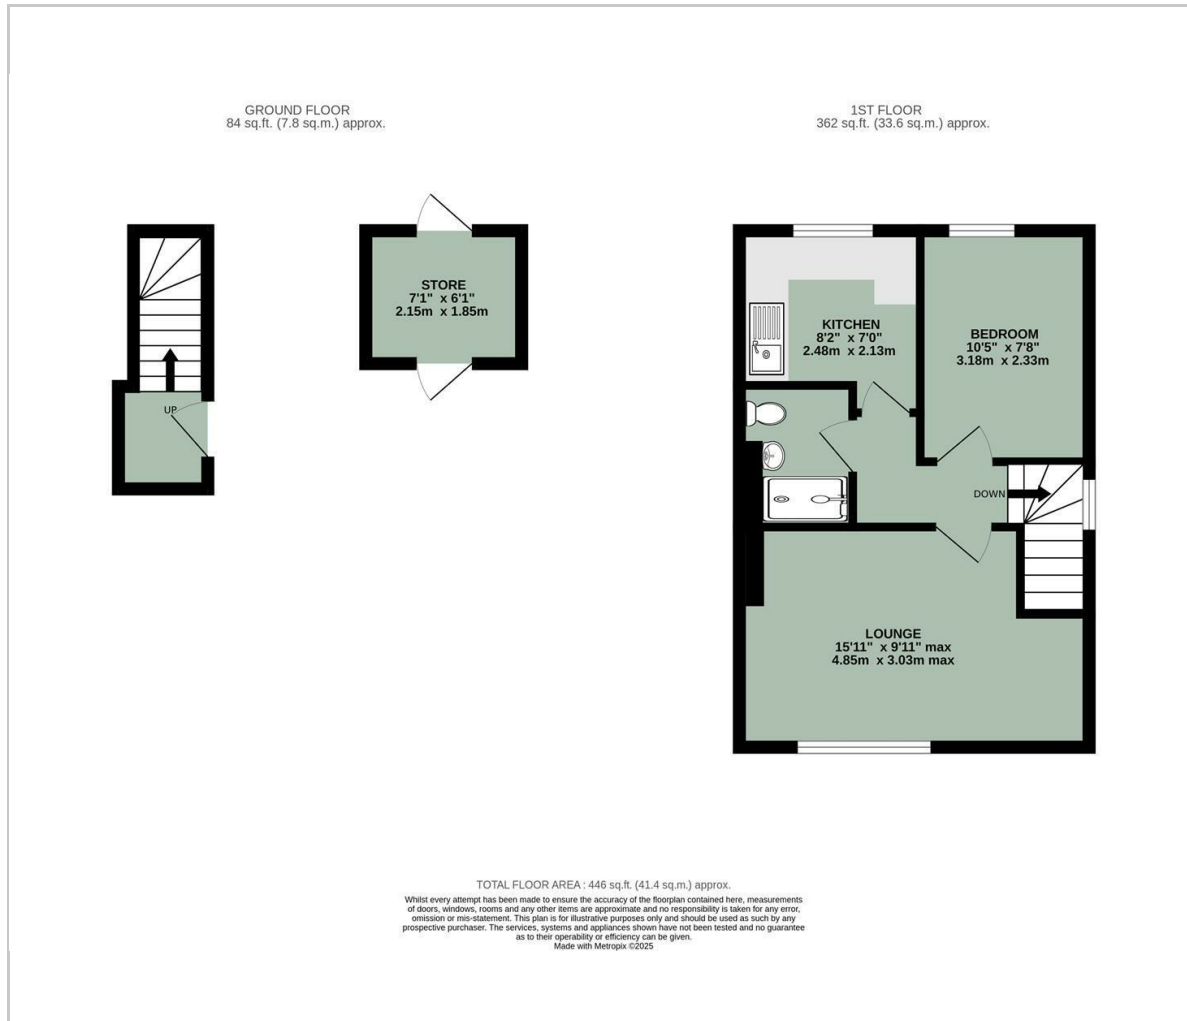 GROUND FLOOR
84 sq.ft. (7.8 sq.m.) approx.
1ST FLOOR
362 sq.ft. (33.6 sq.m.) approx.
STORE
7'1" x 6'1"
2.15m x 1.85m
KITCHEN
8'2" x 7'0"
2.48m x 2.13m
BEDROOM
10'5" x 7'8"
3.18m x 2.33m
UP
DOWN
LOUNGE
15'11" x 9'11" max
4.85m x 3.03m max
TOTAL FLOOR AREA : 446 sq.ft. (41.4 sq.m.) approx.
Whilst every attempt has been made to ensure the accuracy of the floorplan contained here, measurements
of doors, windows, rooms and any other items are approximate and no responsibility is taken for any error,
omission or mis-statement. This plan is for illustrative purposes only and should be used as such by any
prospective purchaser. The services, systems and appliances shown have not been tested and no guarantee
as to their operability or efficiency can be given.
Made with Metropix ©2025